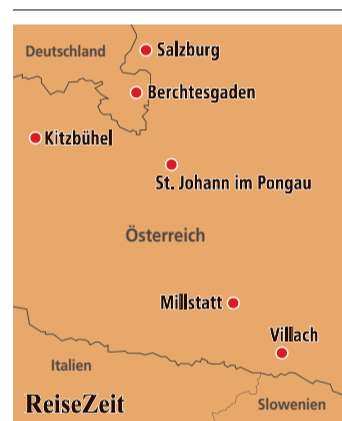 Deutschland
Salzburg
Berchtesgaden
Kitzbühel
St. Johann im Pongau
Österreich
Millstatt
Villach
Italien
ReiseZeit
Slowenien